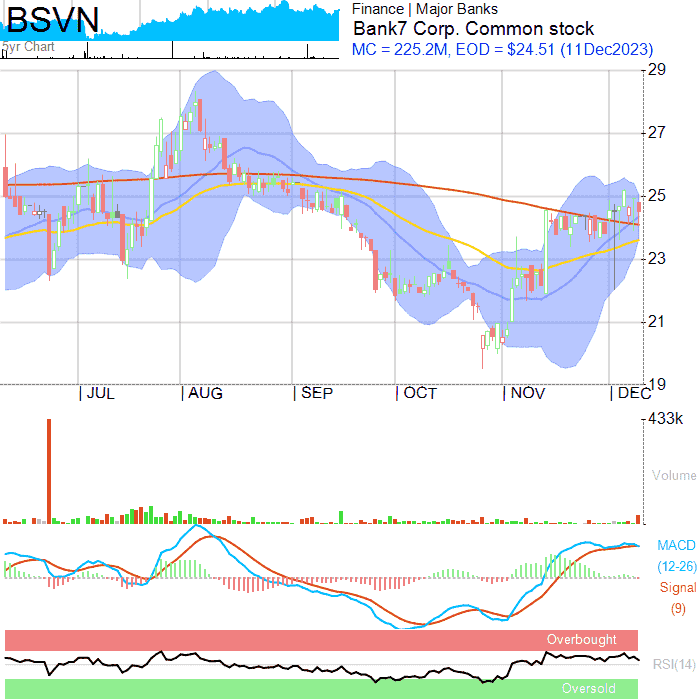 BSVN
5yr Chart
Finance | Major Banks
Bank7 Corp. Common stock
MC = 225.2M, EOD = $24.51 (11Dec2023)
29
27
25
23
21
19
JUL AUG SEP OCT NOV DEC
433k
Volume
MACD
(12-26)
Signal
(9)
Overbought
RSI(14)
Oversold